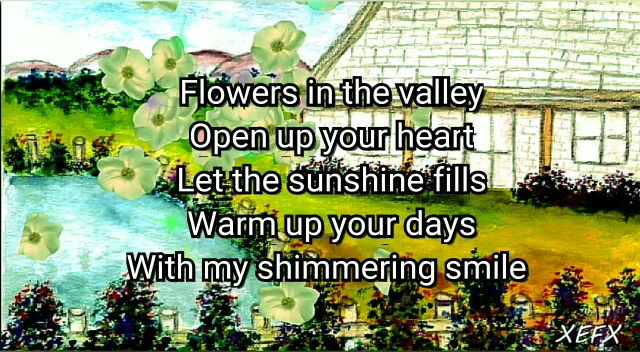 Flowers in the valley
Open up your heart
Let the sunshine fills
Warm up your days
With my shimmering smile
XEFX